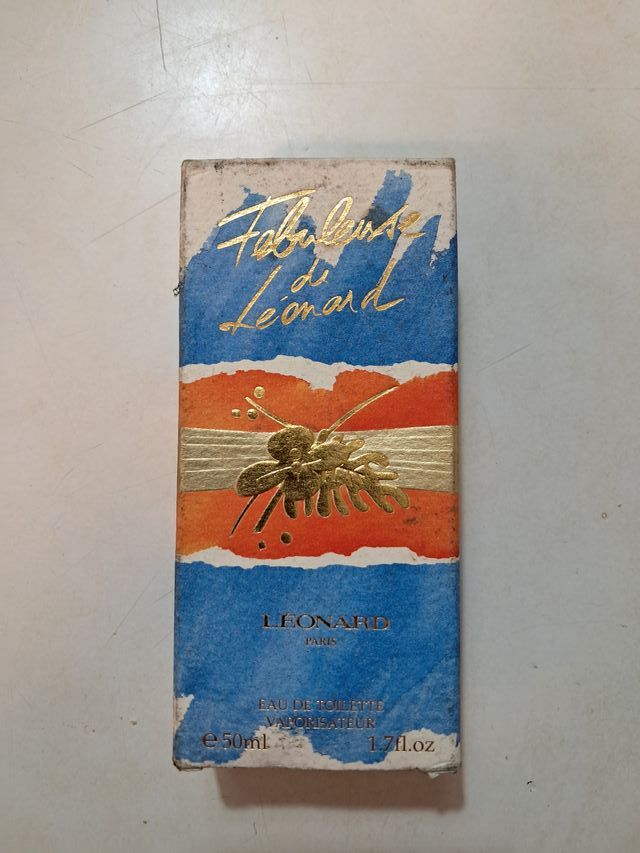 Fabuleuse
de
Léonard
LÉONARD
PARIS
EAU DE TOILETTE
VAPORISATEUR
℮50ml 1.7fl.oz